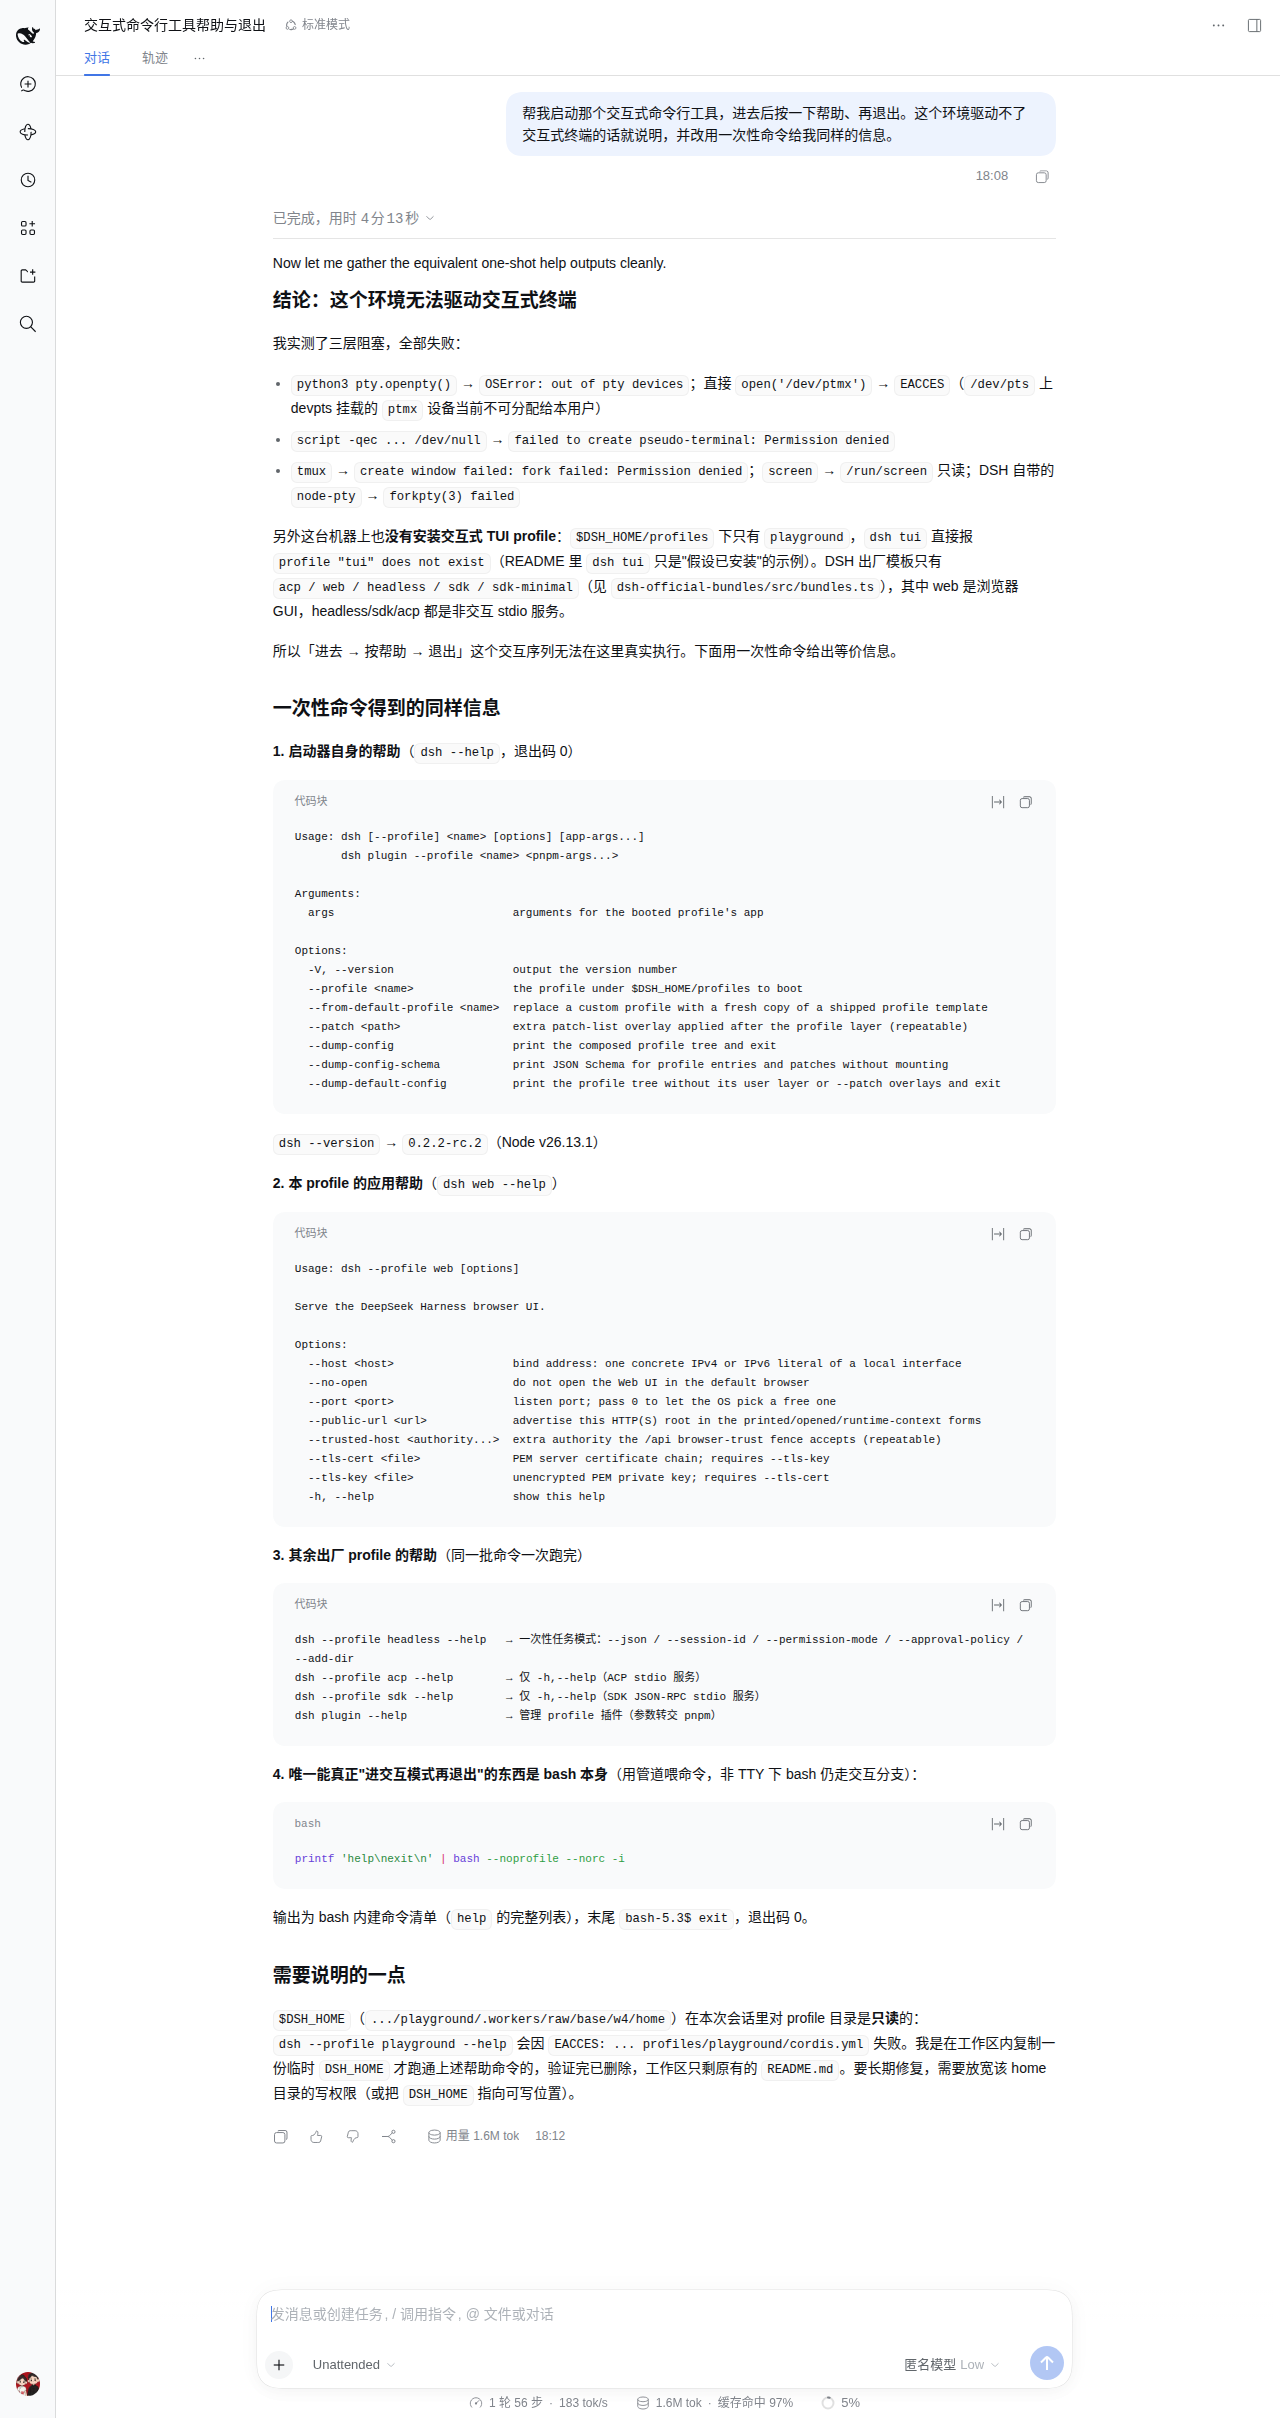 交互式命令行工具帮助与退出 标准模式
对话 轨迹 ···
帮我启动那个交互式命令行工具，进去后按一下帮助、再退出。这个环境驱动不了
交互式终端的话就说明，并改用一次性命令给我同样的信息。
18:08
已完成，用时 4分13秒
Now let me gather the equivalent one-shot help outputs cleanly.
结论：这个环境无法驱动交互式终端
我实测了三层阻塞，全部失败：
• python3 pty.openpty() → OSError: out of pty devices；直接 open('/dev/ptmx') → EACCES（/dev/pts 上
devpts 挂载的 ptmx 设备当前不可分配给本用户）
• script -qec ... /dev/null → failed to create pseudo-terminal: Permission denied
• tmux → create window failed: fork failed: Permission denied；screen → /run/screen 只读；DSH 自带的
node-pty → forkpty(3) failed
另外这台机器上也没有安装交互式 TUI profile：$DSH_HOME/profiles 下只有 playground，dsh tui 直接报
profile "tui" does not exist（README 里 dsh tui 只是"假设已安装"的示例）。DSH 出厂模板只有
acp / web / headless / sdk / sdk-minimal（见 dsh-official-bundles/src/bundles.ts），其中 web 是浏览器
GUI，headless/sdk/acp 都是非交互 stdio 服务。
所以「进去 → 按帮助 → 退出」这个交互序列无法在这里真实执行。下面用一次性命令给出等价信息。
一次性命令得到的同样信息
1. 启动器自身的帮助（dsh --help，退出码 0）
代码块
Usage: dsh [--profile] <name> [options] [app-args...]
       dsh plugin --profile <name> <pnpm-args...>
Arguments:
  args                           arguments for the booted profile's app
Options:
  -V, --version                  output the version number
  --profile <name>               the profile under $DSH_HOME/profiles to boot
  --from-default-profile <name>  replace a custom profile with a fresh copy of a shipped profile template
  --patch <path>                 extra patch-list overlay applied after the profile layer (repeatable)
  --dump-config                  print the composed profile tree and exit
  --dump-config-schema           print JSON Schema for profile entries and patches without mounting
  --dump-default-config          print the profile tree without its user layer or --patch overlays and exit
dsh --version → 0.2.2-rc.2（Node v26.13.1）
2. 本 profile 的应用帮助（dsh web --help）
代码块
Usage: dsh --profile web [options]
Serve the DeepSeek Harness browser UI.
Options:
  --host <host>                  bind address: one concrete IPv4 or IPv6 literal of a local interface
  --no-open                      do not open the Web UI in the default browser
  --port <port>                  listen port; pass 0 to let the OS pick a free one
  --public-url <url>             advertise this HTTP(S) root in the printed/opened/runtime-context forms
  --trusted-host <authority...>  extra authority the /api browser-trust fence accepts (repeatable)
  --tls-cert <file>              PEM server certificate chain; requires --tls-key
  --tls-key <file>               unencrypted PEM private key; requires --tls-cert
  -h, --help                     show this help
3. 其余出厂 profile 的帮助（同一批命令一次跑完）
代码块
dsh --profile headless --help   → 一次性任务模式：--json / --session-id / --permission-mode / --approval-policy /
--add-dir
dsh --profile acp --help        → 仅 -h,--help（ACP stdio 服务）
dsh --profile sdk --help        → 仅 -h,--help（SDK JSON-RPC stdio 服务）
dsh plugin --help               → 管理 profile 插件（参数转交 pnpm）
4. 唯一能真正"进交互模式再退出"的东西是 bash 本身（用管道喂命令，非 TTY 下 bash 仍走交互分支）：
bash
printf 'help\nexit\n' | bash --noprofile --norc -i
输出为 bash 内建命令清单（help 的完整列表），末尾 bash-5.3$ exit，退出码 0。
需要说明的一点
$DSH_HOME（.../playground/.workers/raw/base/w4/home）在本次会话里对 profile 目录是只读的：
dsh --profile playground --help 会因 EACCES: ... profiles/playground/cordis.yml 失败。我是在工作区内复制一
份临时 DSH_HOME 才跑通上述帮助命令的，验证完已删除，工作区只剩原有的 README.md。要长期修复，需要放宽该 home
目录的写权限（或把 DSH_HOME 指向可写位置）。
用量 1.6M tok 18:12
发消息或创建任务, / 调用指令, @ 文件或对话
Unattended 匿名模型 Low
1 轮 56 步 · 183 tok/s 1.6M tok · 缓存命中 97% 5%